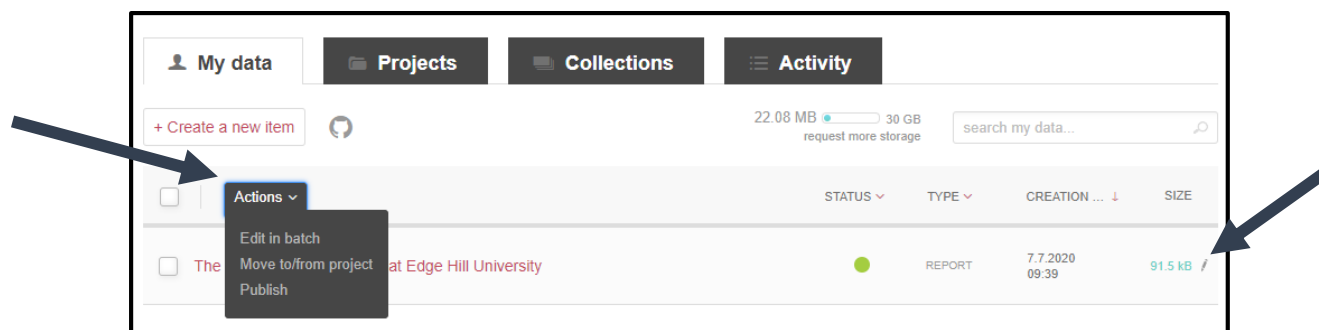 My data Projects Collections Activity
+ Create a new item 22.08 MB 30 GB search my data...
request more storage
Actions STATUS TYPE CREATION ... ↓ SIZE
Edit in batch
The at Edge Hill University REPORT 7.7.2020 91.5 kB
09:39
Move to/from project
Publish